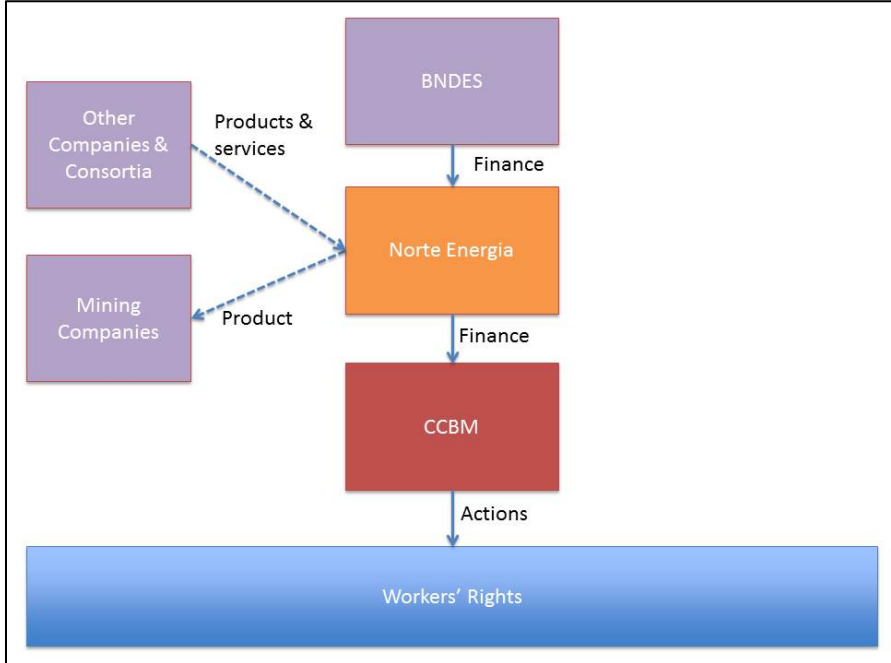 BNDES
Other
Companies &
Consortia
Products &
services
Finance
Norte Energia
Mining
Companies
Product
Finance
CCBM
Actions
Workers’ Rights